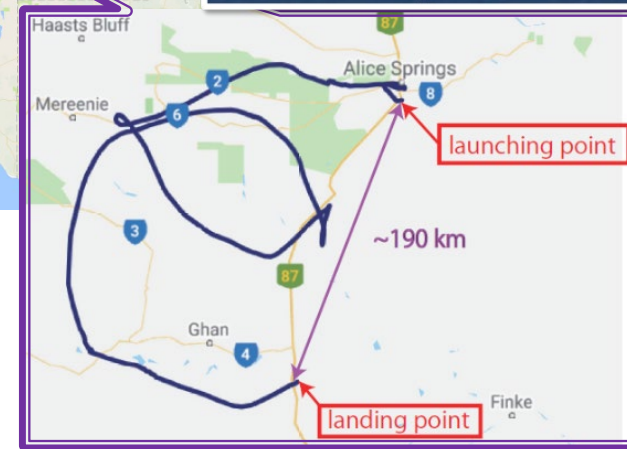 Haasts Bluff
87
2
Alice Springs
8
Mereenie
6
launching point
3
~190 km
87
Ghan
4
Finke
landing point